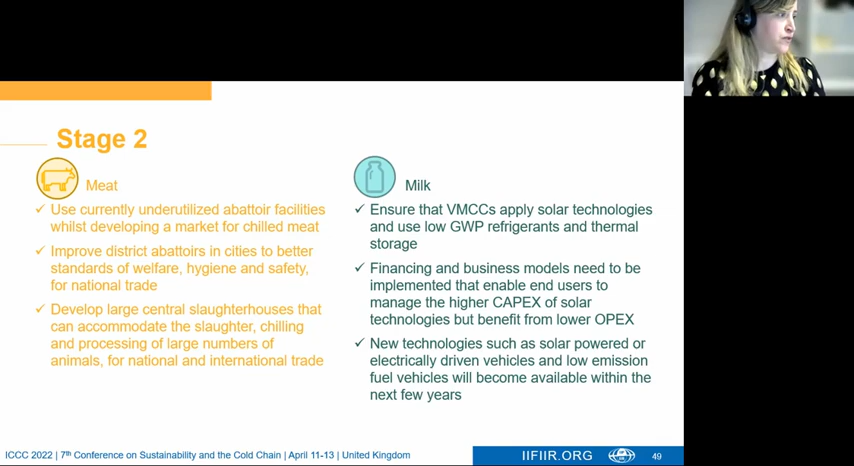 Stage 2
Meat
✓ Use currently underutilized abattoir facilities
whilst developing a market for chilled meat
✓ Improve district abattoirs in cities to better
standards of welfare, hygiene and safety,
for national trade
✓ Develop large central slaughterhouses that
can accommodate the slaughter, chilling
and processing of large numbers of
animals, for national and international trade
Milk
✓ Ensure that VMCCs apply solar technologies
and use low GWP refrigerants and thermal
storage
✓ Financing and business models need to be
implemented that enable end users to
manage the higher CAPEX of solar
technologies but benefit from lower OPEX
✓ New technologies such as solar powered or
electrically driven vehicles and low emission
fuel vehicles will become available within the
next few years
ICCC 2022 | 7th Conference on Sustainability and the Cold Chain | April 11-13 | United Kingdom
IIFIIR.ORG
49